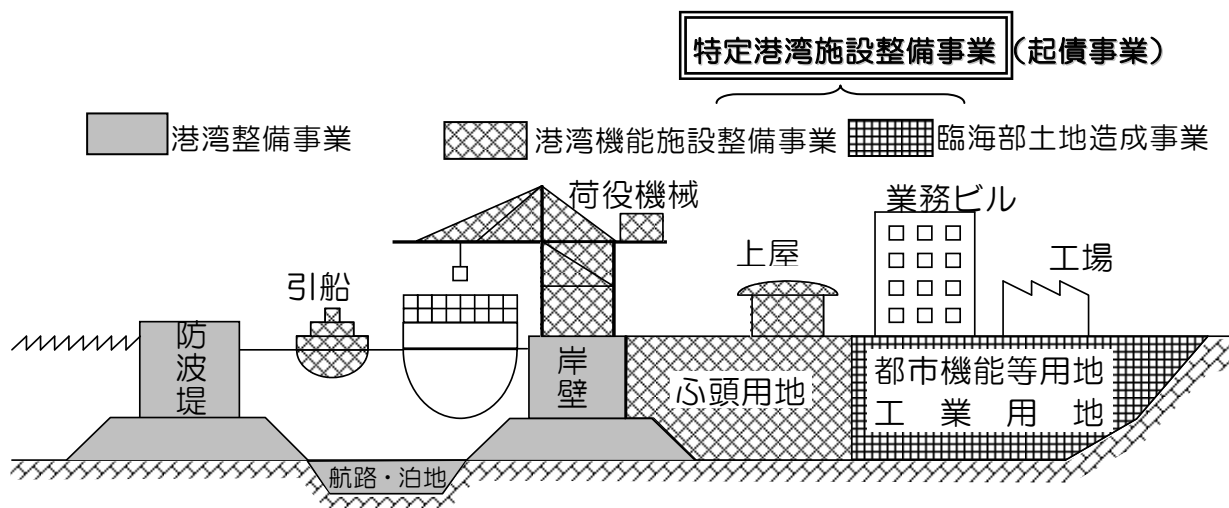 特定港湾施設整備事業(起債事業)
港湾整備事業
港湾機能施設整備事業
臨海部土地造成事業
荷役機械
業務ビル
上屋
工場
引船
防波堤
岸壁
ふ頭用地
都市機能等用地
工業用地
航路・泊地